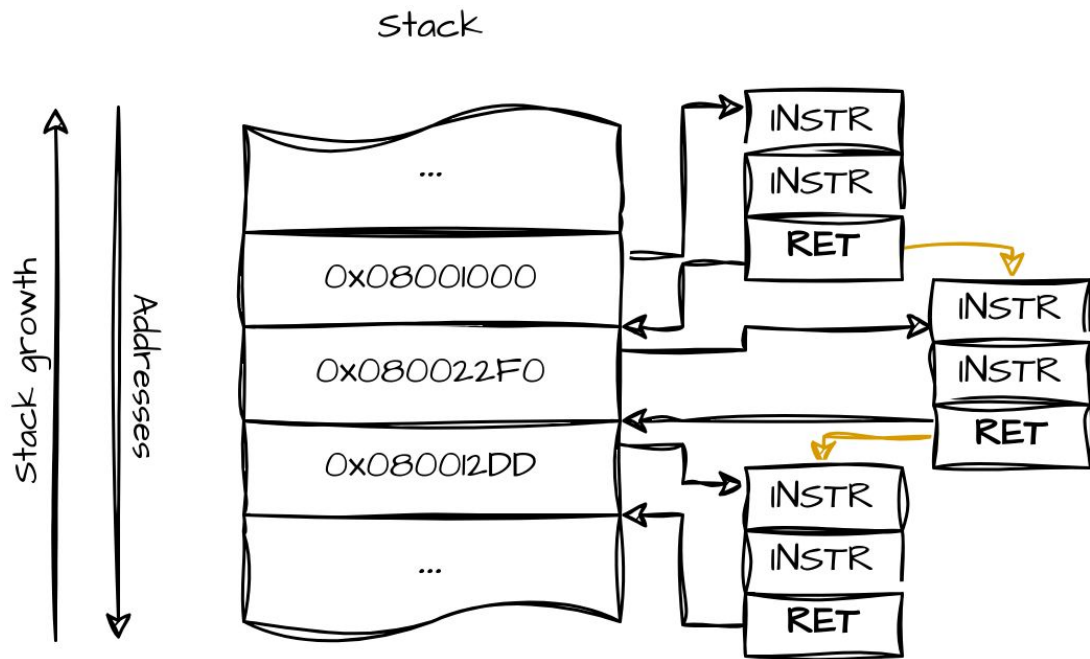 Stack
Stack growth
Addresses
...
0x08001000
0x080022F0
0x080012DD
...
INSTR
INSTR
RET
INSTR
INSTR
RET
INSTR
INSTR
RET